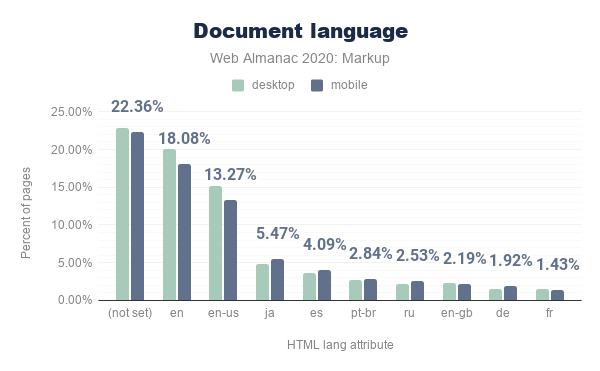 Document language
Web Almanac 2020: Markup
desktop mobile
25.00%
20.00%
15.00%
10.00%
5.00%
0.00%
Percent of pages
22.36%
18.08%
13.27%
5.47%
4.09%
2.84%
2.53%
2.19%
1.92%
1.43%
(not set) en en-us ja es pt-br ru en-gb de fr
HTML lang attribute